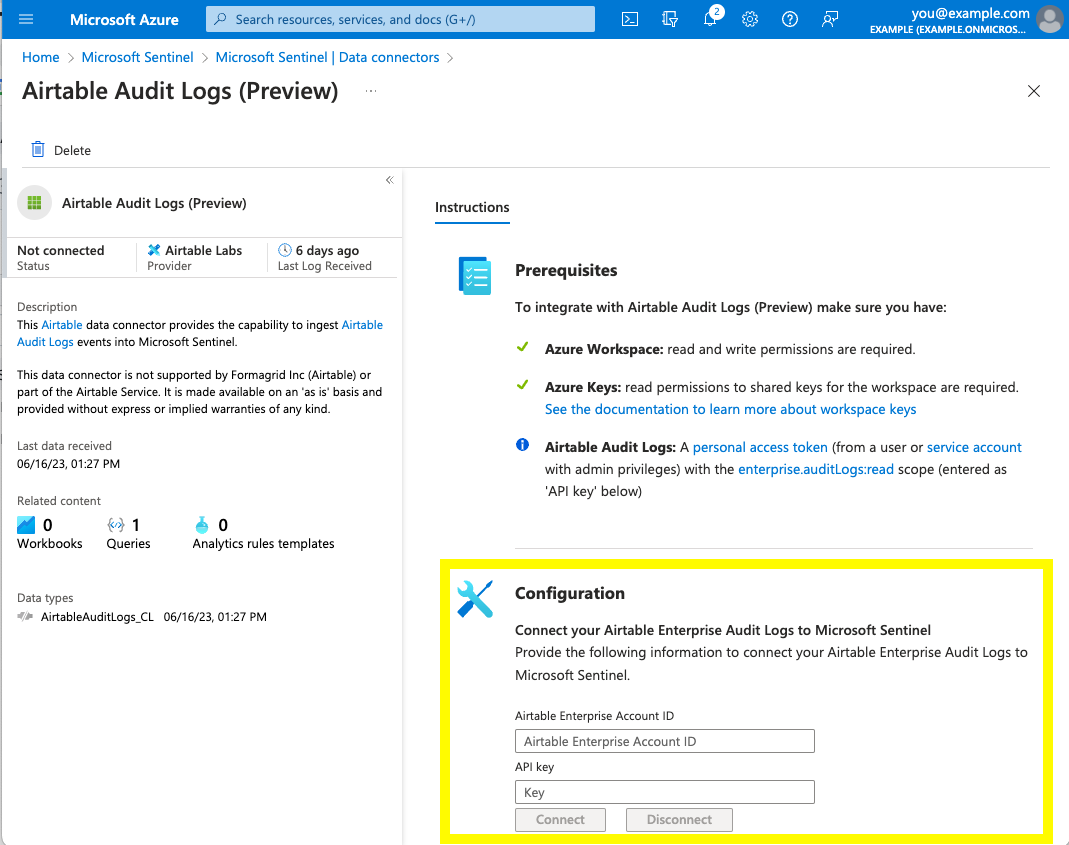 Microsoft Azure
Search resources, services, and docs (G+/)
2
you@example.com
EXAMPLE (EXAMPLE.ONMICROS...
Home > Microsoft Sentinel > Microsoft Sentinel | Data connectors >
Airtable Audit Logs (Preview) ...
Delete
«
Airtable Audit Logs (Preview)
Not connected
Status
Airtable Labs
Provider
6 days ago
Last Log Received
Description
This Airtable data connector provides the capability to ingest Airtable
Audit Logs events into Microsoft Sentinel.
This data connector is not supported by Formagrid Inc (Airtable) or
part of the Airtable Service. It is made available on an 'as is' basis and
provided without express or implied warranties of any kind.
Last data received
06/16/23, 01:27 PM
Related content
0
Workbooks
1
Queries
0
Analytics rules templates
Data types
AirtableAuditLogs_CL 06/16/23, 01:27 PM
Instructions
Prerequisites
To integrate with Airtable Audit Logs (Preview) make sure you have:
Azure Workspace: read and write permissions are required.
Azure Keys: read permissions to shared keys for the workspace are required.
See the documentation to learn more about workspace keys
Airtable Audit Logs: A personal access token (from a user or service account
with admin privileges) with the enterprise.auditLogs:read scope (entered as
'API key' below)
Configuration
Connect your Airtable Enterprise Audit Logs to Microsoft Sentinel
Provide the following information to connect your Airtable Enterprise Audit Logs to
Microsoft Sentinel.
Airtable Enterprise Account ID
Airtable Enterprise Account ID
API key
Key
Connect
Disconnect